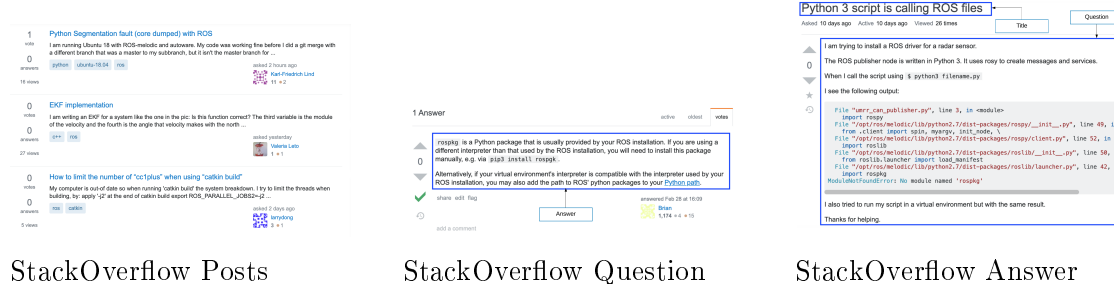 1
vote
0
answers
16 views
Python Segmentation fault (core dumped) with ROS
I am running Ubuntu 18 with ROS-melodic and autoware. My code was working fine before I did a git merge with
a different branch that was a master to my subbranch, but it isn't the master branch for ...
python ubuntu-18.04 ros
asked 2 hours ago
Karl-Friedrich Lind
11 2
0
votes
0
answers
27 views
EKF implementation
I am writing an EKF for a system like the one in the pic: Is this function correct? The third variable is the module
of the velocity and the fourth is the angle that velocity makes with the north ...
c++ ros
asked yesterday
Valerio Leto
1 1
0
votes
0
answers
5 views
How to limit the number of "cc1plus" when using "catkin build"
My computer is out-of-date so when running 'catkin build' the system breakdown. I try to limit the threads when
building, by: apply '-j2' at the end of catkin build export ROS_PARALLEL_JOBS2=-j2 ...
ros catkin
asked 2 days ago
larrydong
3 1
StackOverflow Posts
1 Answer
active oldest votes
0
rospkg is a Python package that is usually provided by your ROS installation. If you are using a
different interpreter than that used by the ROS installation, you will need to install this package
manually, e.g. via pip3 install rospgk.
Alternatively, if your virtual environment's interpreter is compatible with the interpreter used by your
ROS installation, you may also add the path to ROS' python packages to your Python path.
share edit flag
answered Feb 28 at 16:09
Brian
1,174 4 15
Answer
add a comment
StackOverflow Question
Python 3 script is calling ROS files
Asked 10 days ago Active 10 days ago Viewed 26 times
Title
Question
0
I am trying to install a ROS driver for a radar sensor.
The ROS publisher node is written in Python 3. It uses rosy to create messages and services.
When I call the script using $ python3 filename.py
I see the following output:
File "umrr_can_publisher.py", line 3, in <module>
import rospy
File "/opt/ros/melodic/lib/python2.7/dist-packages/rospy/__init__.py", line 49, i
from .client import spin, myargv, init_node, \
File "/opt/ros/melodic/lib/python2.7/dist-packages/rospy/client.py", line 52, in
import roslib
File "/opt/ros/melodic/lib/python2.7/dist-packages/roslib/__init__.py", line 50,
from roslib.launcher import load_manifest
File "/opt/ros/melodic/lib/python2.7/dist-packages/roslib/launcher.py", line 42,
import rospkg
ModuleNotFoundError: No module named 'rospkg'
I also tried to run my script in a virtual environment but with the same result.
Thanks for helping.
StackOverflow Answer